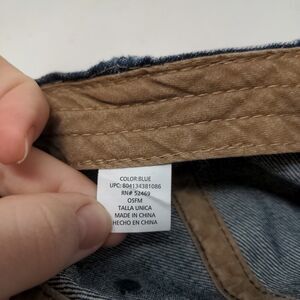 COLOR:BLUE
UPC: 804134381086
RN# 52469
OSFM
TALLA UNICA
MADE IN CHINA
HECHO EN CHINA